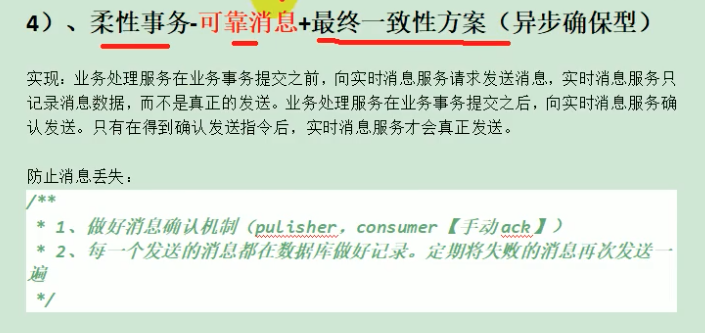 4）、柔性事务-可靠消息+最终一致性方案（异步确保型）
实现：业务处理服务在业务事务提交之前，向实时消息服务请求发送消息，实时消息服务只
记录消息数据，而不是真正的发送。业务处理服务在业务事务提交之后，向实时消息服务确
认发送。只有在得到确认发送指令后，实时消息服务才会真正发送。
防止消息丢失：
/**
* 1、做好消息确认机制（pulisher，consumer【手动ack】）
* 2、每一个发送的消息都在数据库做好记录。定期将失败的消息再次发送一
遍
*/